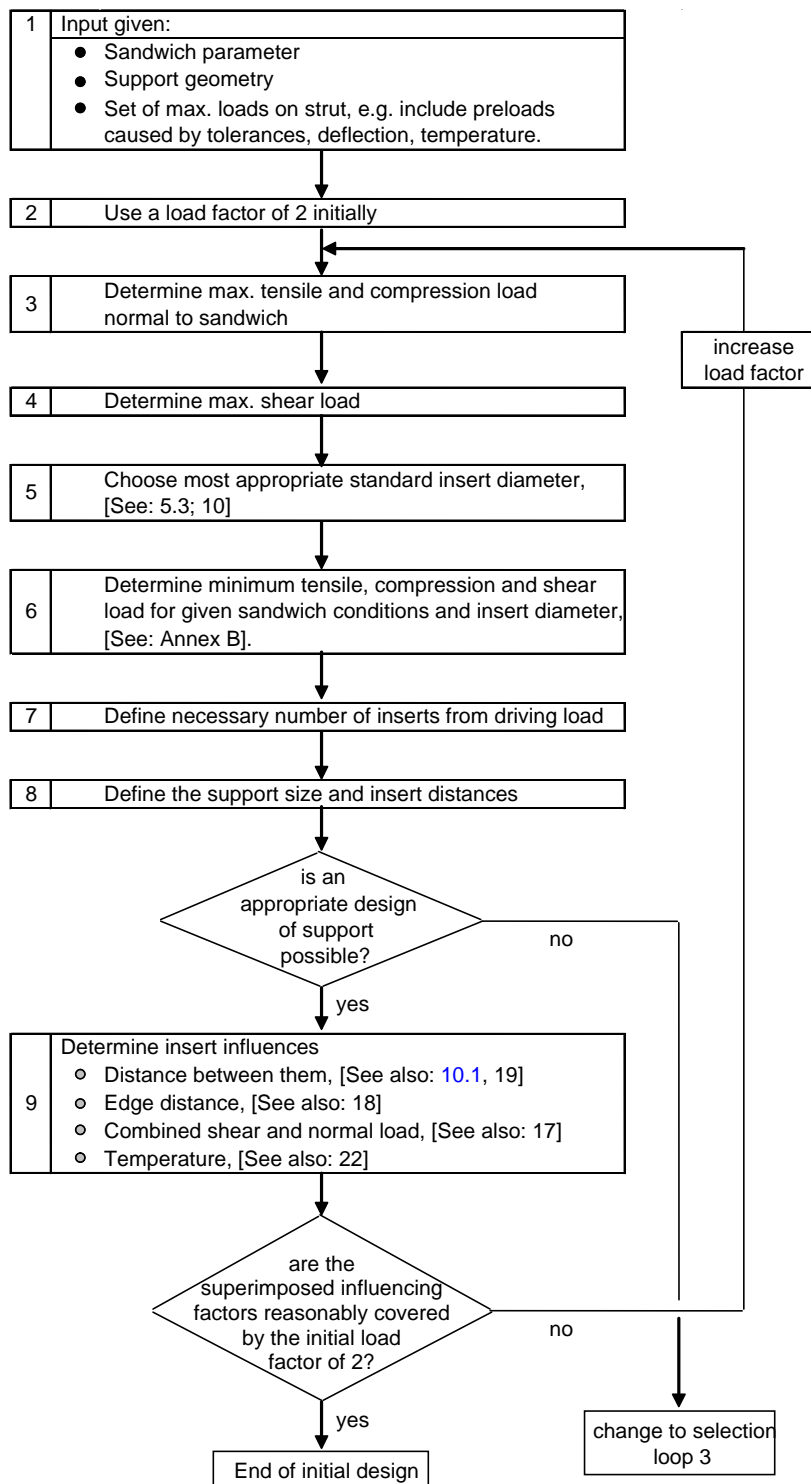 1
Input given:
● Sandwich parameter
● Support geometry
● Set of max. loads on strut, e.g. include preloads
caused by tolerances, deflection, temperature.
2
Use a load factor of 2 initially
3
Determine max. tensile and compression load
normal to sandwich
increase
load factor
4
Determine max. shear load
5
Choose most appropriate standard insert diameter,
[See: 5.3; 10]
6
Determine minimum tensile, compression and shear
load for given sandwich conditions and insert diameter,
[See: Annex B].
7
Define necessary number of inserts from driving load
8
Define the support size and insert distances
is an
appropriate design
of support
possible?
no
yes
9
Determine insert influences
Distance between them, [See also: 10.1, 19]
Edge distance, [See also: 18]
Combined shear and normal load, [See also: 17]
Temperature, [See also: 22]
are the
superimposed influencing
factors reasonably covered
by the initial load
factor of 2?
no
yes
change to selection
loop 3
End of initial design